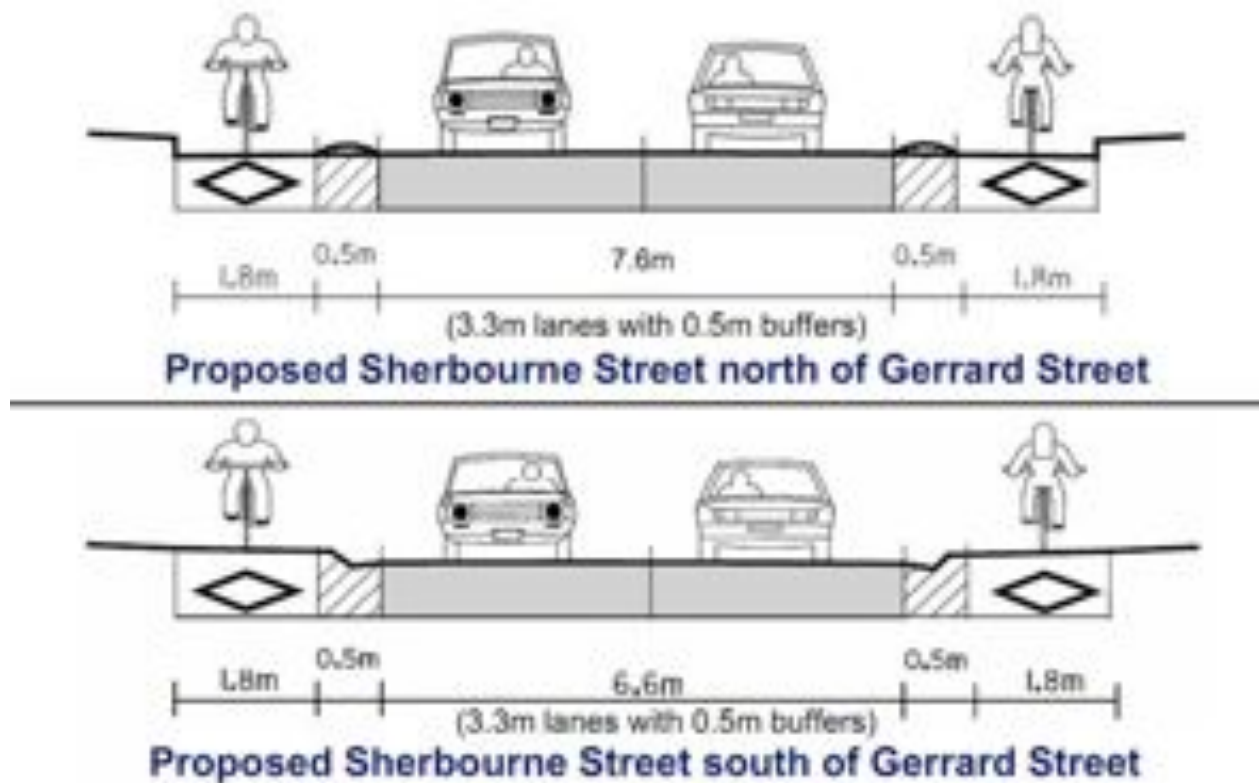 0.5m 7.6m 0.5m
1.8m 1.8m
(3.3m lanes with 0.5m buffers)
Proposed Sherbourne Street north of Gerrard Street
0.5m 0.5m
1.8m 6.6m 1.8m
(3.3m lanes with 0.5m buffers)
Proposed Sherbourne Street south of Gerrard Street